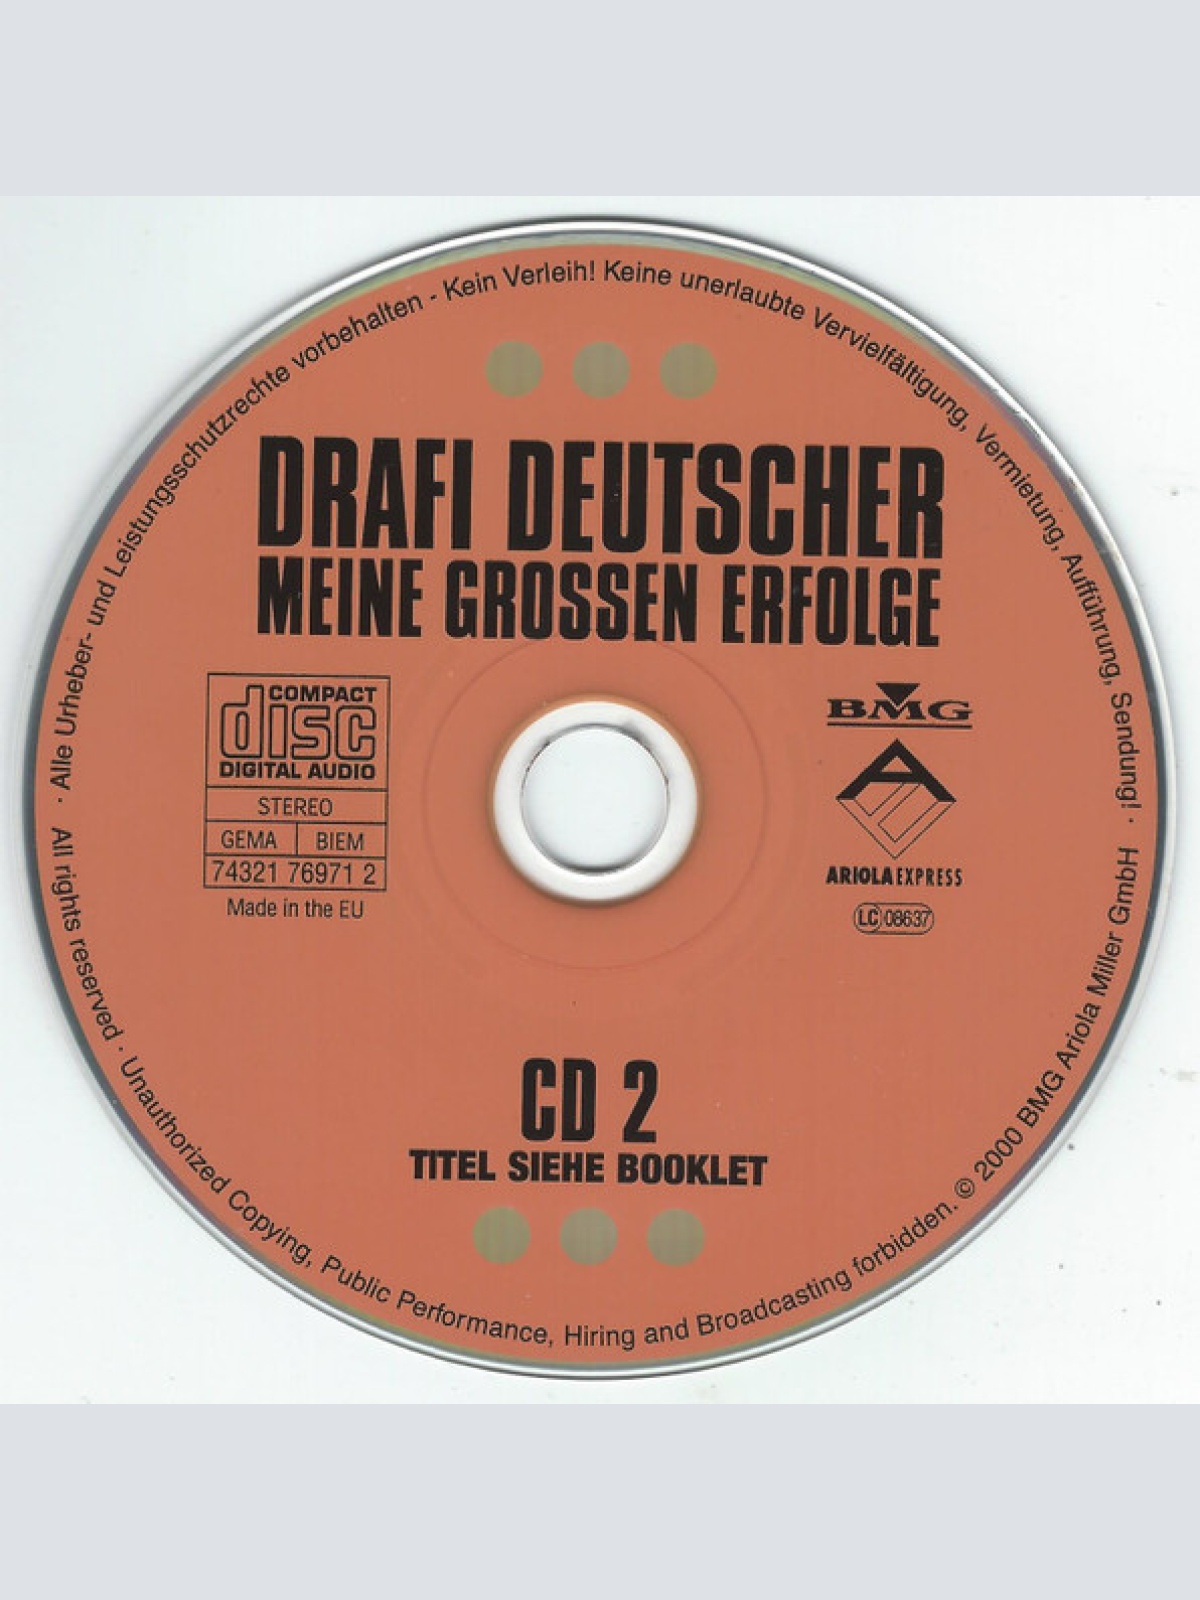 · Alle Urheber- und Leistungsschutzrechte vorbehalten - Kein Verleih! Keine unerlaubte Vervielfältigung, Vermietung, Aufführung, Sendung! ·
DRAFI DEUTSCHER
MEINE GROSSEN ERFOLGE
COMPACT
disc
DIGITAL AUDIO
STEREO
GEMA BIEM
74321 76971 2
Made in the EU
BMG
ARIOLA EXPRESS
LC 08637
CD 2
TITEL SIEHE BOOKLET
All rights reserved · Unauthorized Copying, Public Performance, Hiring and Broadcasting forbidden. © 2000 BMG Ariola Miller GmbH